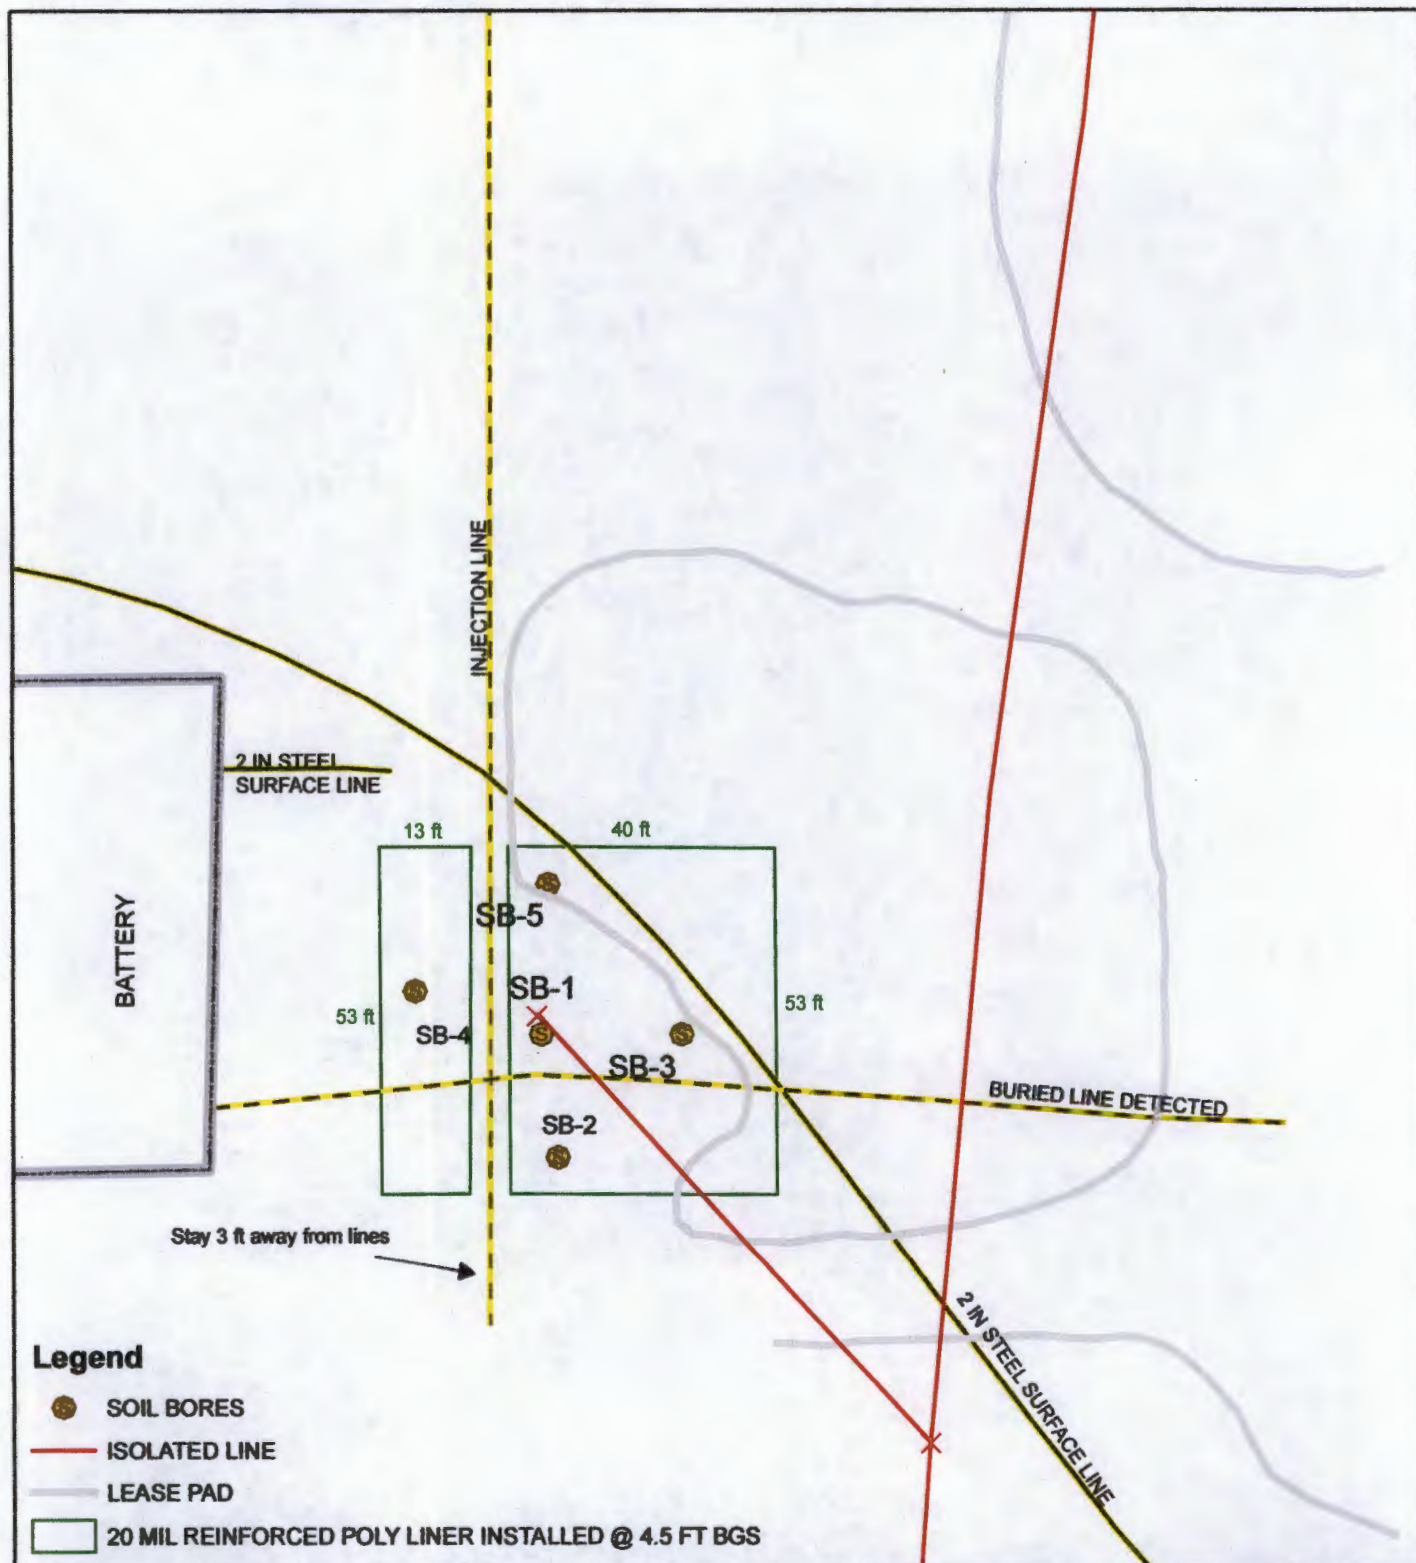 INJECTION LINE
2 IN STEEL
SURFACE LINE
13 ft
40 ft
BATTERY
SB-5
SB-1
53 ft
53 ft
SB-4
SB-3
BURIED LINE DETECTED
SB-2
Stay 3 ft away from lines
2 IN STEEL SURFACE LINE
Legend
S SOIL BORES
ISOLATED LINE
LEASE PAD
20 MIL REINFORCED POLY LINER INSTALLED @ 4.5 FT BGS
S
S
S
S
S